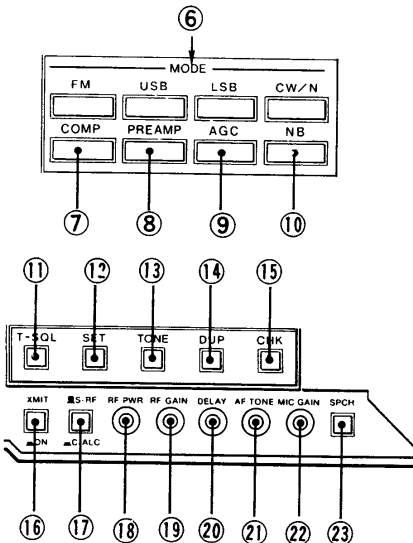 ⑥
MODE
FM USB LSB CW/N
COMP PREAMP AGC NB
⑦ ⑧ ⑨ ⑩
⑪ ⑫ ⑬ ⑭ ⑮
T-SQL SET TONE DUP CHK
XMIT S·RF RF PWR RF GAIN DELAY AF TONE MIC GAIN SPCH
ON C/ALC
⑯ ⑰ ⑱ ⑲ ⑳ ㉑ ㉒ ㉓